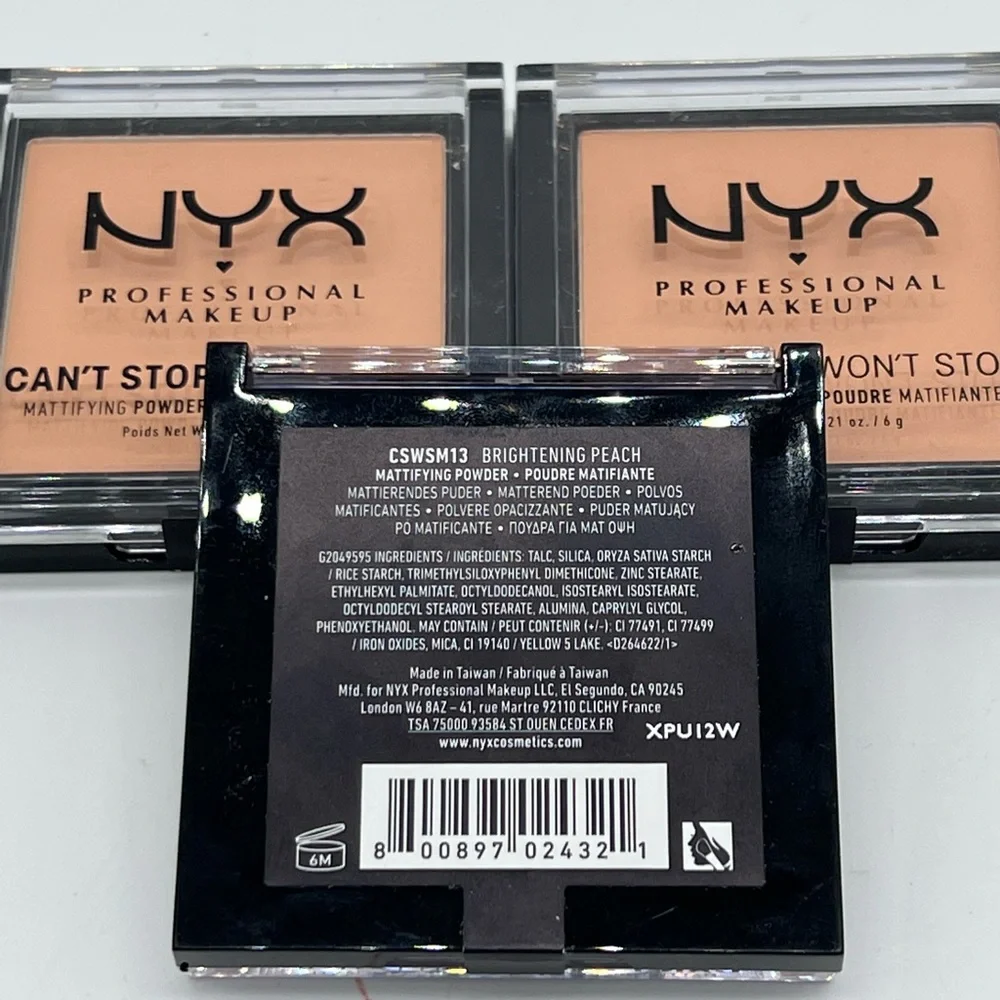 NYX
PROFESSIONAL
MAKEUP
CAN'T STOP
MATTIFYING POWDER
Poids Net W
NYX
PROFESSIONAL
MAKEUP
WON'T STO
POUDRE MATIFIANTE
21 oz. / 6 g
CSWSM13 BRIGHTENING PEACH
MATTIFYING POWDER • POUDRE MATIFIANTE
MATTIERENDES PUDER • MATTEREND POEDER • POLVOS
MATIFICANTES • POLVERE OPACIZZANTE • PUDER MATUJĄCY
PO MATIFICANTE • ΠΟΥΔΡΑ ΓΙΑ ΜΑΤ ΟΨΗ
G2049595 INGREDIENTS / INGRÉDIENTS: TALC, SILICA, ORYZA SATIVA STARCH
/ RICE STARCH, TRIMETHYLSILOXYPHENYL DIMETHICONE, ZINC STEARATE,
ETHYLHEXYL PALMITATE, OCTYLDODECANOL, ISOSTEARYL ISOSTEARATE,
OCTYLDODECYL STEAROYL STEARATE, ALUMINA, CAPRYLYL GLYCOL,
PHENOXYETHANOL. MAY CONTAIN / PEUT CONTENIR (+/-): CI 77491, CI 77499
/ IRON OXIDES, MICA, CI 19140 / YELLOW 5 LAKE. <D264622/1>
Made in Taiwan / Fabriqué à Taiwan
Mfd. for NYX Professional Makeup LLC, El Segundo, CA 90245
London W6 8AZ – 41, rue Martre 92110 CLICHY France
TSA 75000 93584 ST OUEN CEDEX.FR
www.nyxcosmetics.com
XPU12W
6M
8 00897 02432 1